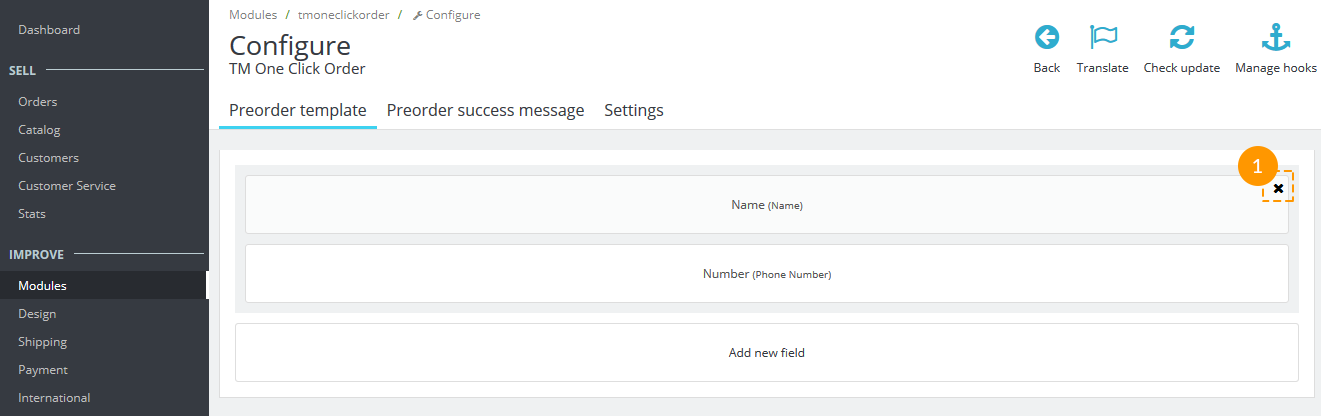 Modules / tmoneclickorder / Configure
Configure
TM One Click Order
Back
Translate
Check update
Manage hooks
Dashboard
SELL
Orders
Catalog
Customers
Customer Service
Stats
IMPROVE
Modules
Design
Shipping
Payment
International
Preorder template
Preorder success message
Settings
1
Name (Name)
Number (Phone Number)
Add new field